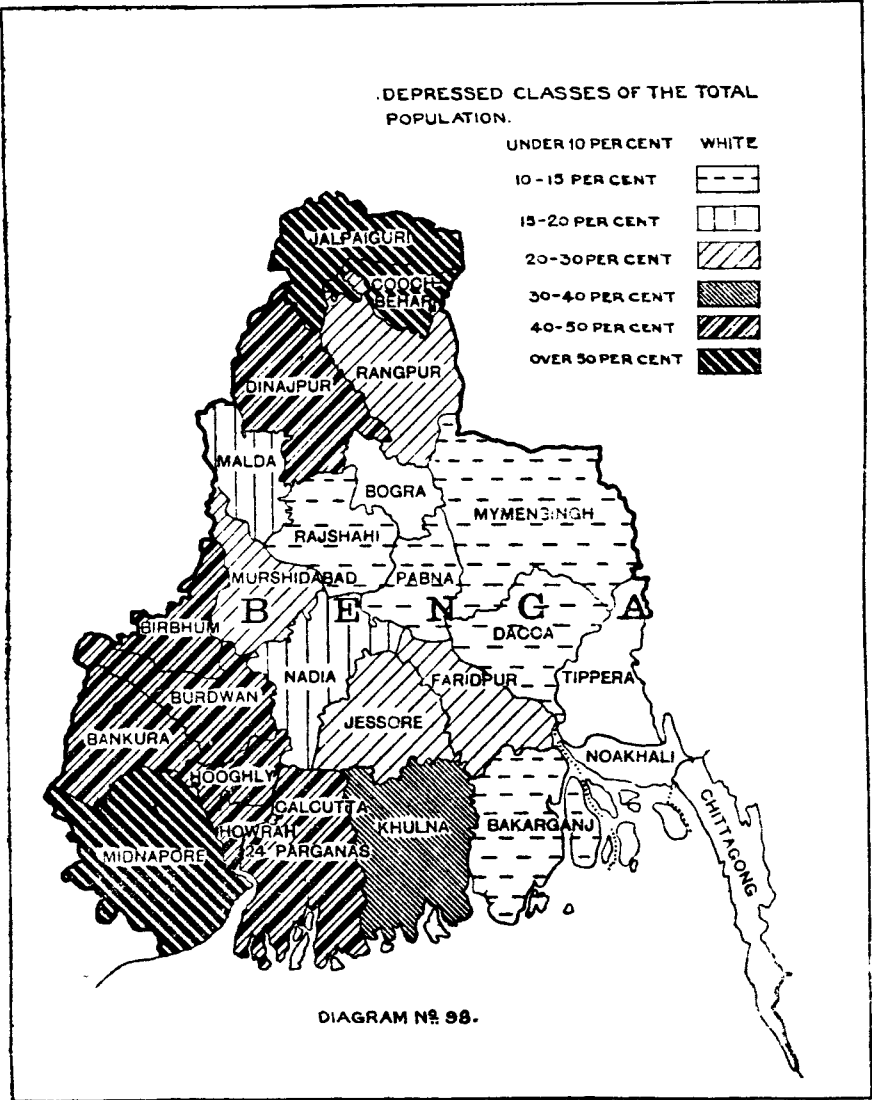 .DEPRESSED CLASSES OF THE TOTAL
POPULATION.
UNDER 10 PER CENT WHITE
10-15 PER CENT
15-20 PER CENT
20-30 PER CENT
30-40 PER CENT
40-50 PER CENT
OVER 50 PER CENT
JALPAIGURI
COOCH
BEHAR
RANGPUR
DINAJPUR
MALDA
BOGRA
MYMENSINGH
RAJSHAHI
MURSHIDABAD
PABNA
B E N G A
DACCA
BIRBHUM
NADIA
FARIDPUR
TIPPERA
BURDWAN
JESSORE
BANKURA
NOAKHALI
HOOGHLY
CALCUTTA
CHITTAGONG
HOWRAH
KHULNA
BAKARGANJ
MIDNAPORE
24 PARGANAS
DIAGRAM Nº 98.